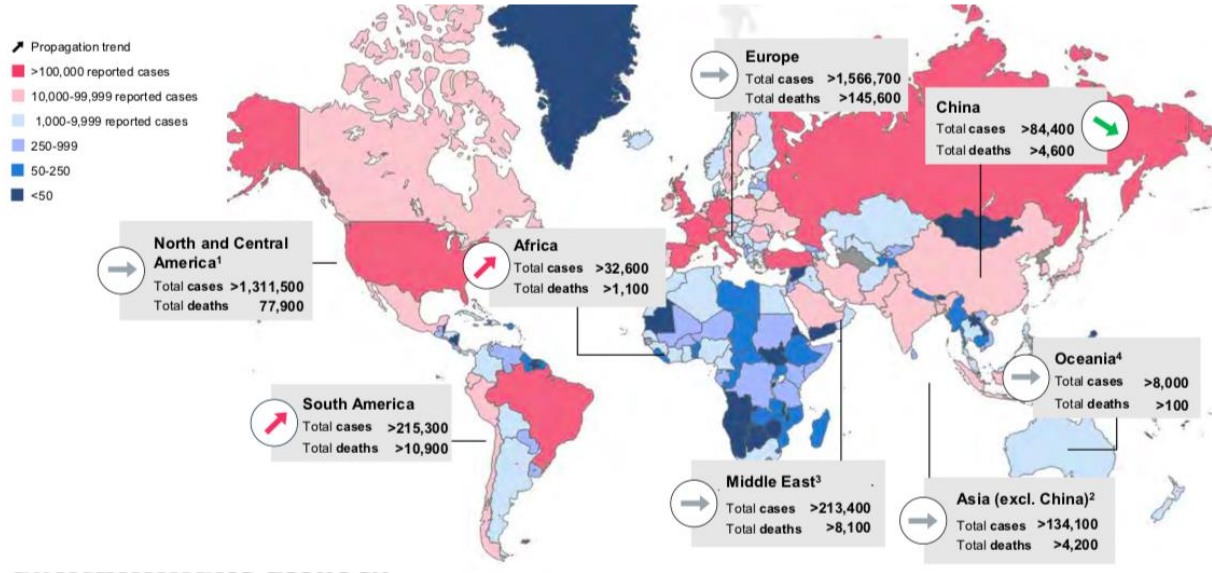 Propagation trend
>100,000 reported cases
10,000-99,999 reported cases
1,000-9,999 reported cases
250-999
50-250
<50
Europe
Total cases >1,566,700
Total deaths >145,600
China
Total cases >84,400
Total deaths >4,600
North and Central
America¹
Total cases >1,311,500
Total deaths 77,900
Africa
Total cases >32,600
Total deaths >1,100
Oceania⁴
Total cases >8,000
Total deaths >100
South America
Total cases >215,300
Total deaths >10,900
Middle East³
Total cases >213,400
Total deaths >8,100
Asia (excl. China)²
Total cases >134,100
Total deaths >4,200